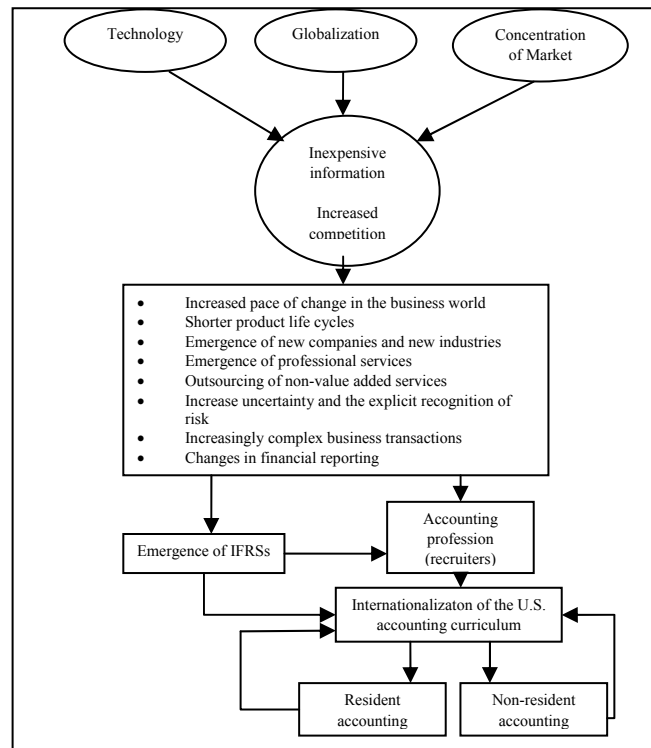 Technology
Globalization
Concentration
of Market
Inexpensive
information
Increased
competition
• Increased pace of change in the business world
• Shorter product life cycles
• Emergence of new companies and new industries
• Emergence of professional services
• Outsourcing of non-value added services
• Increase uncertainty and the explicit recognition of
risk
• Increasingly complex business transactions
• Changes in financial reporting
Emergence of IFRSs
Accounting
profession
(recruiters)
Internationalizaton of the U.S.
accounting curriculum
Resident
accounting
Non-resident
accounting